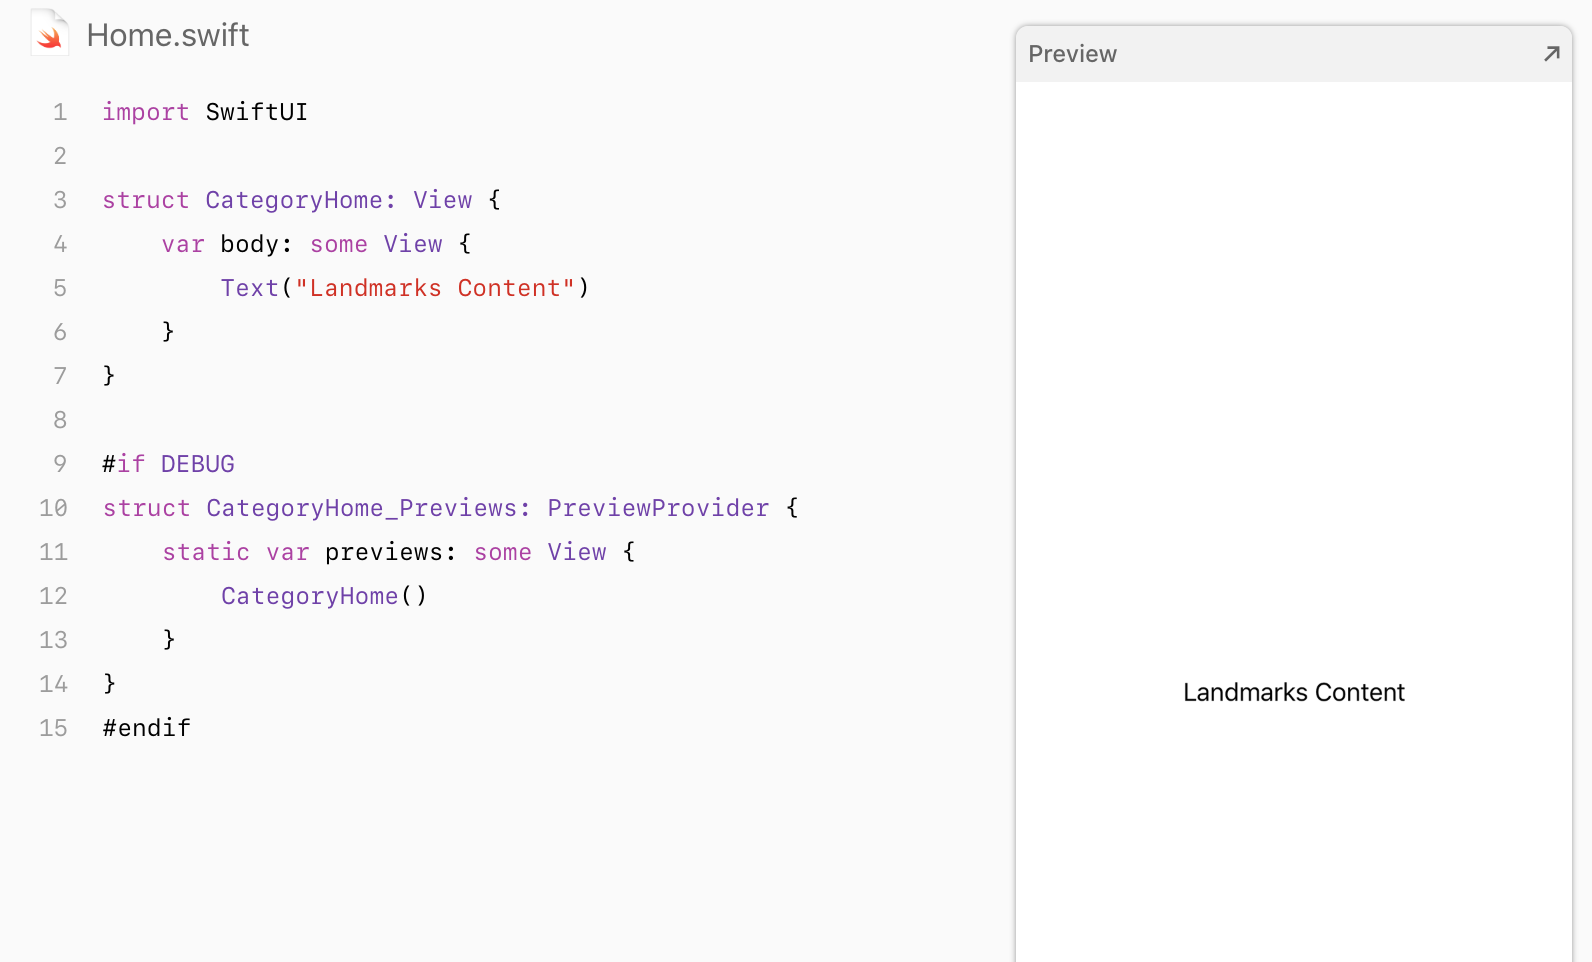 Home.swift
1 import SwiftUI
2
3 struct CategoryHome: View {
4     var body: some View {
5         Text("Landmarks Content")
6     }
7 }
8
9 #if DEBUG
10 struct CategoryHome_Previews: PreviewProvider {
11     static var previews: some View {
12         CategoryHome()
13     }
14 }
15 #endif
Preview
Landmarks Content